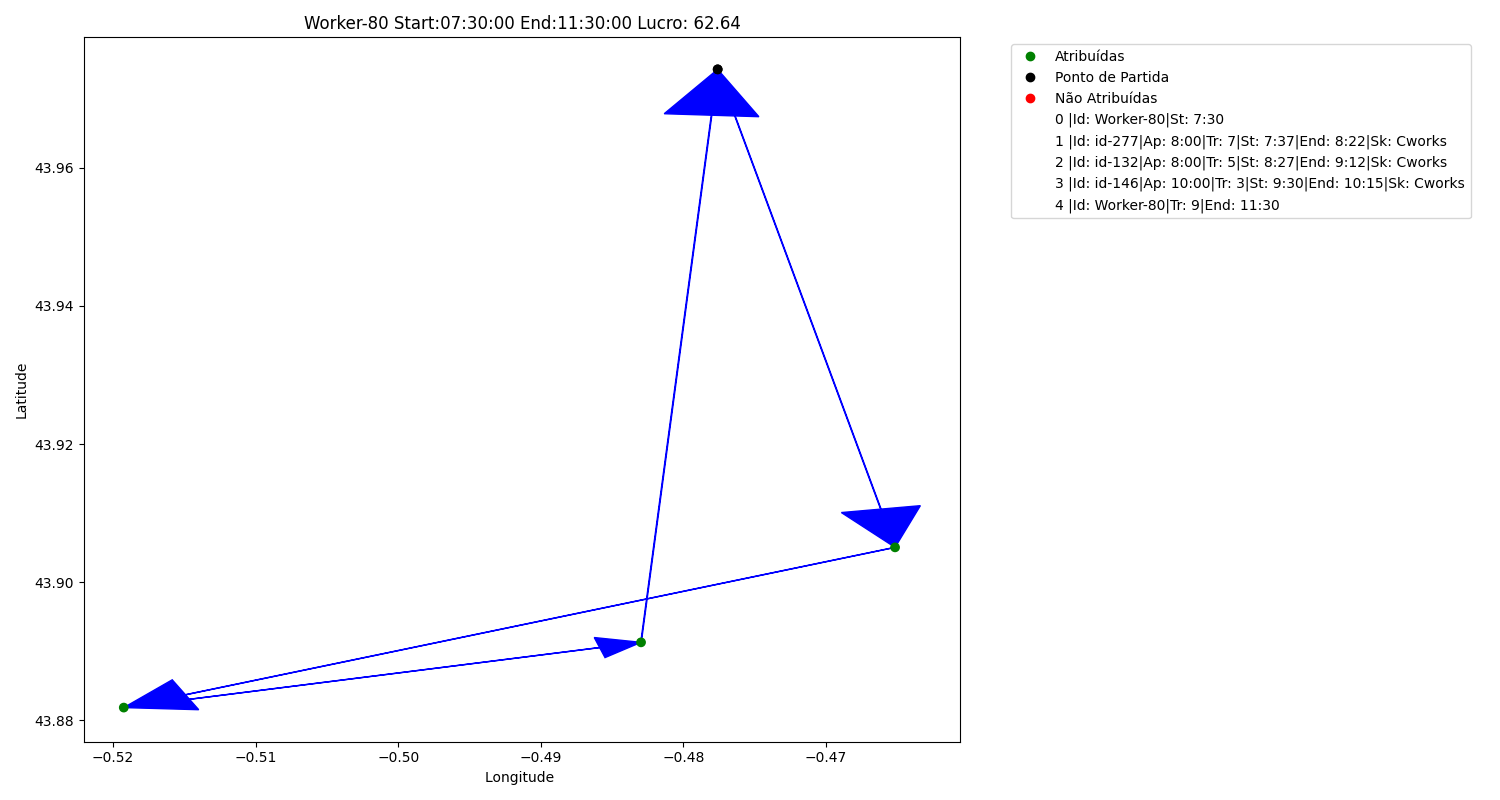 Worker-80 Start:07:30:00 End:11:30:00 Lucro: 62.64
Atribuídas
Ponto de Partida
Não Atribuídas
0 |Id: Worker-80|St: 7:30
1 |Id: id-277|Ap: 8:00|Tr: 7|St: 7:37|End: 8:22|Sk: Cworks
2 |Id: id-132|Ap: 8:00|Tr: 5|St: 8:27|End: 9:12|Sk: Cworks
3 |Id: id-146|Ap: 10:00|Tr: 3|St: 9:30|End: 10:15|Sk: Cworks
4 |Id: Worker-80|Tr: 9|End: 11:30
Latitude
43.96
43.94
43.92
43.90
43.88
−0.52 −0.51 −0.50 −0.49 −0.48 −0.47
Longitude